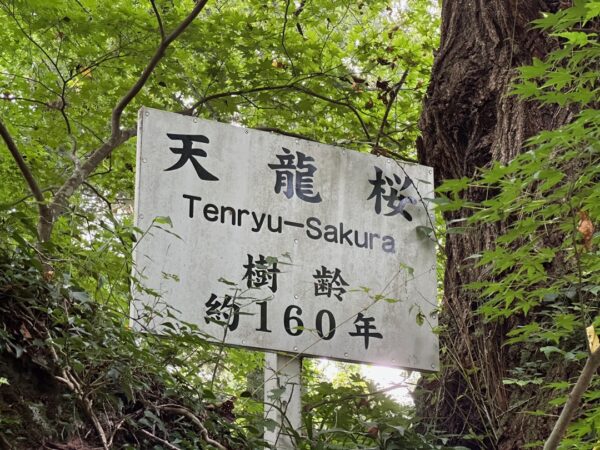 天龍桜
Tenryu-Sakura
樹齢
約160年